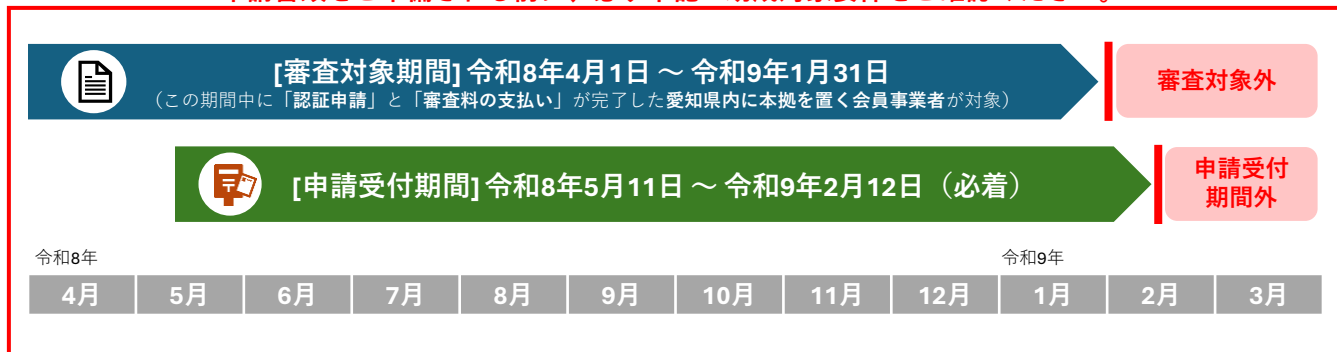 [審査対象期間] 令和8年4月1日 ～ 令和9年1月31日
（この期間中に「認証申請」と「審査料の支払い」が完了した愛知県内に本拠を置く会員事業者が対象）
審査対象外
[申請受付期間] 令和8年5月11日 ～ 令和9年2月12日（必着）
申請受付
期間外
令和8年
令和9年
4月
5月
6月
7月
8月
9月
10月
11月
12月
1月
2月
3月